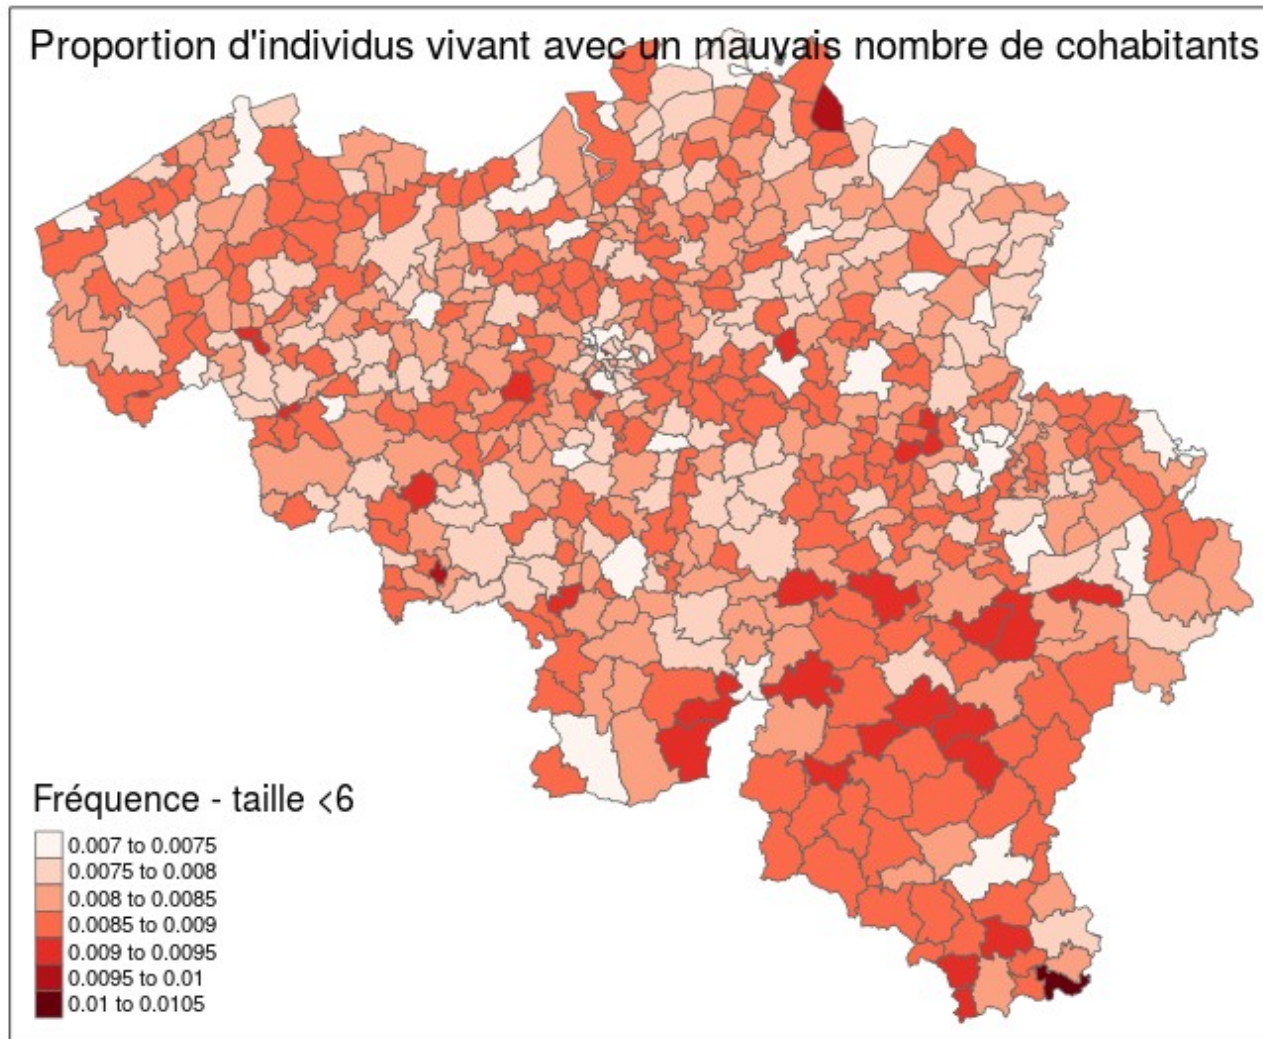 Proportion d'individus vivant avec un mauvais nombre de cohabitants
Fréquence - taille <6
0.007 to 0.0075
0.0075 to 0.008
0.008 to 0.0085
0.0085 to 0.009
0.009 to 0.0095
0.0095 to 0.01
0.01 to 0.0105